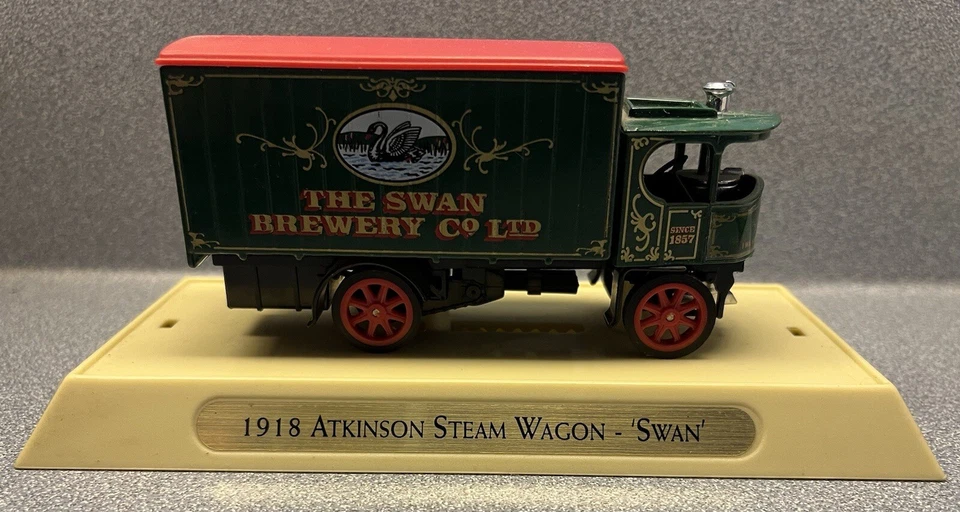 THE SWAN
BREWERY CO LTD
SINCE
1857
1918 ATKINSON STEAM WAGON - 'SWAN'